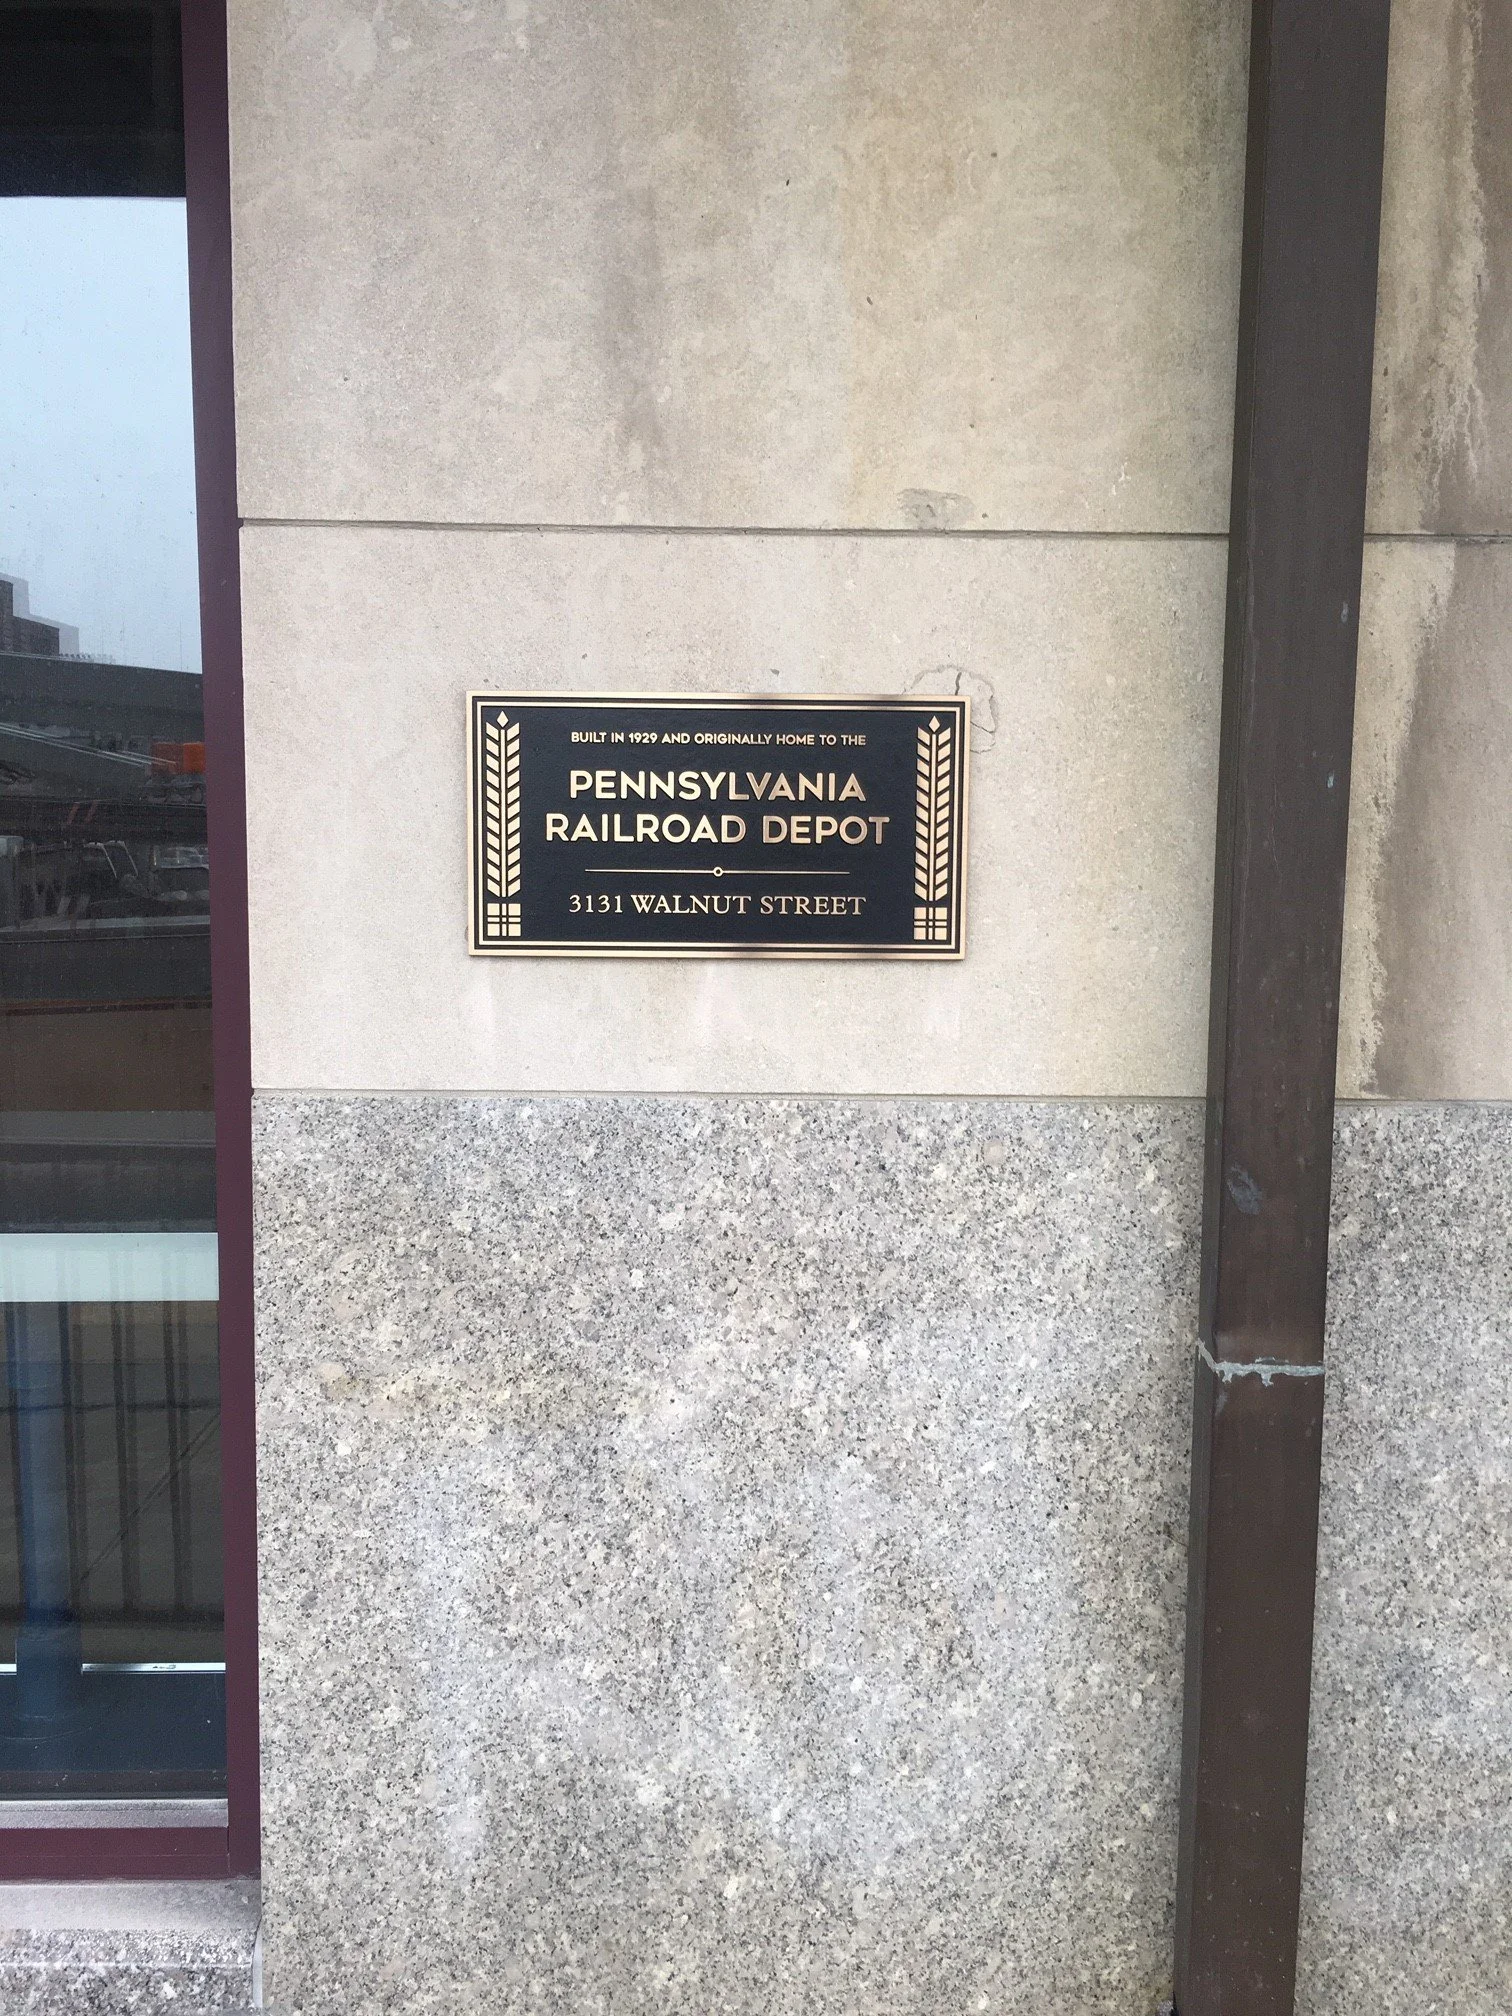 BUILT IN 1929 AND ORIGINALLY HOME TO THE
PENNSYLVANIA
RAILROAD DEPOT
3131 WALNUT STREET